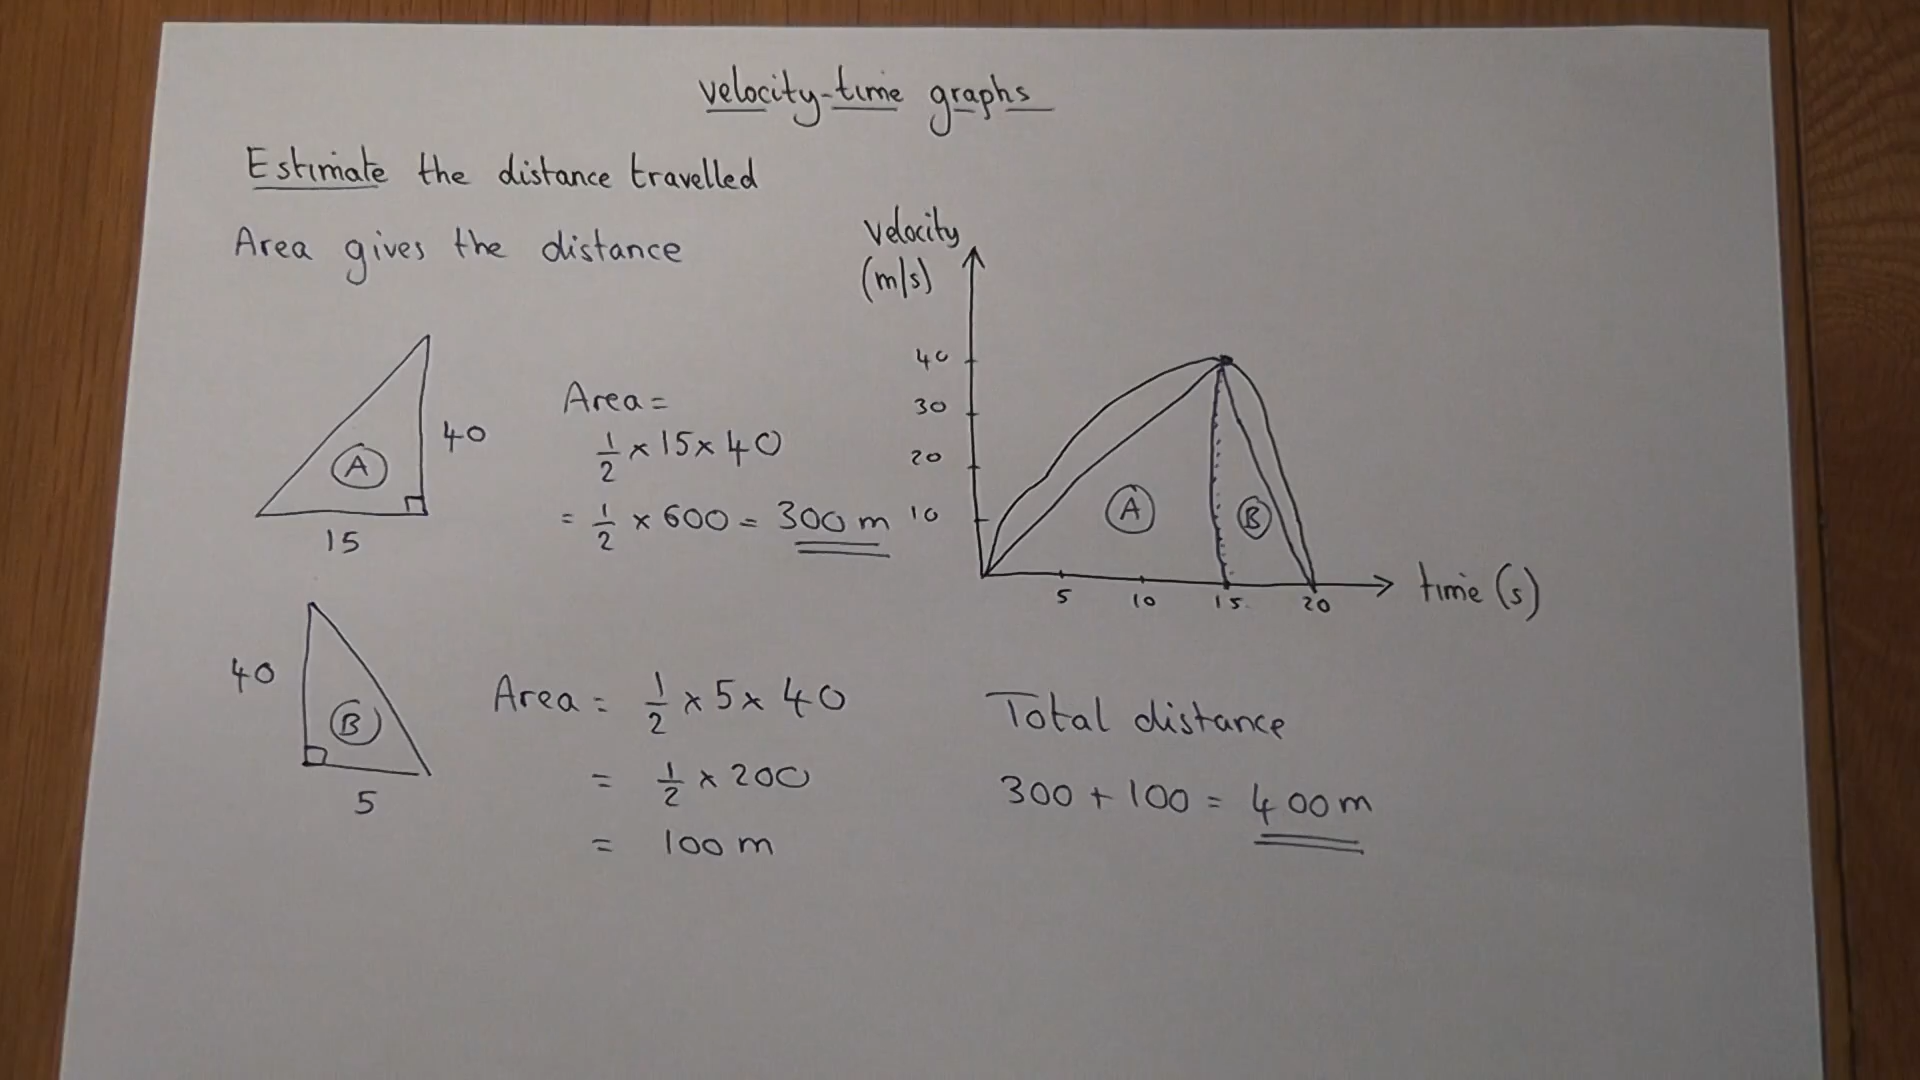 velocity-time graphs
Estimate the distance travelled
Area gives the distance
A
40
15
Area =
1/2 × 15 × 40
= 1/2 × 600 = 300 m
velocity
(m/s)
40
30
20
10
A
B
5 10 15 20
time (s)
40
B
5
Area = 1/2 × 5 × 40
= 1/2 × 200
= 100 m
Total distance
300 + 100 = 400 m